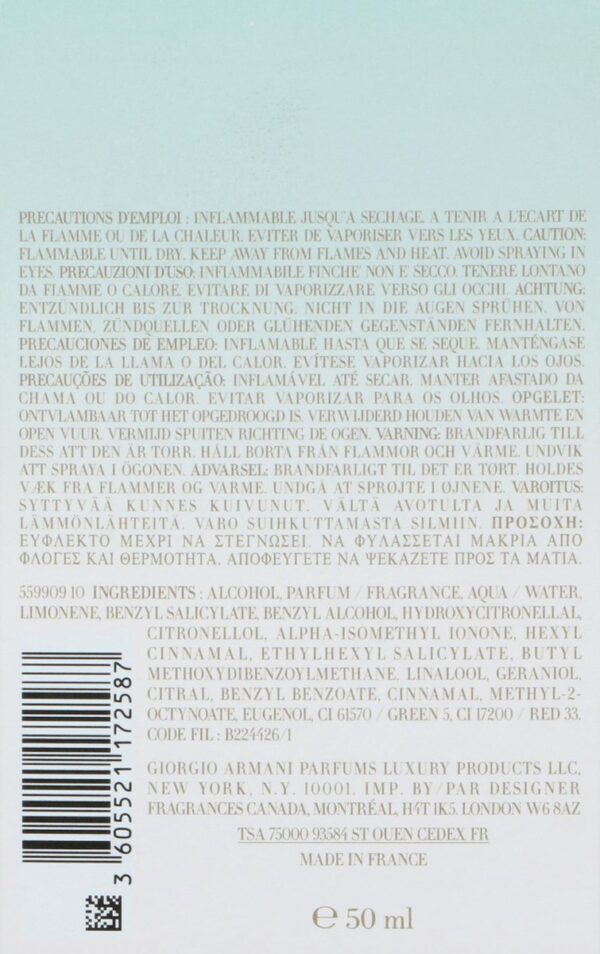 PRECAUTIONS D'EMPLOI : INFLAMMABLE JUSQU'A SECHAGE. A TENIR A L'ECART DE
LA FLAMME OU DE LA CHALEUR. EVITER DE VAPORISER VERS LES YEUX. CAUTION:
FLAMMABLE UNTIL DRY. KEEP AWAY FROM FLAMES AND HEAT. AVOID SPRAYING IN
EYES. PRECAUZIONI D'USO: INFIAMMABILE FINCHE' NON E' SECCO. TENERE LONTANO
DA FIAMME O CALORE. EVITARE DI VAPORIZZARE VERSO GLI OCCHI. ACHTUNG:
ENTZÜNDLICH BIS ZUR TROCKNUNG. NICHT IN DIE AUGEN SPRÜHEN. VON
FLAMMEN, ZÜNDQUELLEN ODER GLÜHENDEN GEGENSTÄNDEN FERNHALTEN.
PRECAUCIONES DE EMPLEO: INFLAMABLE HASTA QUE SE SEQUE. MANTÉNGASE
LEJOS DE LA LLAMA O DEL CALOR. EVÍTESE VAPORIZAR HACIA LOS OJOS.
PRECAUÇÕES DE UTILIZAÇÃO: INFLAMÁVEL ATÉ SECAR. MANTER AFASTADO DA
CHAMA OU DO CALOR. EVITAR VAPORIZAR PARA OS OLHOS. OPGELET:
ONTVLAMBAAR TOT HET OPGEDROOGD IS. VERWIJDERD HOUDEN VAN WARMTE EN
OPEN VUUR. VERMIJD SPUITEN RICHTING DE OGEN. VARNING: BRANDFARLIG TILL
DESS ATT DEN ÄR TORR. HÅLL BORTA FRÅN FLAMMOR OCH VÄRME. UNDVIK
ATT SPRAYA I ÖGONEN. ADVARSEL: BRANDFARLIGT TIL DET ER TØRT. HOLDES
VÆK FRA FLAMMER OG VARME. UNDGÅ AT SPRØJTE I ØJNENE. VAROITUS:
SYTTYVÄÄ KUNNES KUIVUNUT. VÄLTÄ AVOTULTA JA MUITA
LÄMMÖNLÄHTEITÄ. VARO SUIHKUTTAMASTA SILMIIN. ΠΡΟΣΟΧΗ:
ΕΥΦΛΕΚΤΟ ΜΕΧΡΙ ΝΑ ΣΤΕΓΝΩΣΕΙ. ΝΑ ΦΥΛΑΣΣΕΤΑΙ ΜΑΚΡΙΑ ΑΠΟ
ΦΛΟΓΕΣ ΚΑΙ ΘΕΡΜΟΤΗΤΑ. ΑΠΟΦΕΥΓΕΤΕ ΝΑ ΨΕΚΑΖΕΤΕ ΠΡΟΣ ΤΑ ΜΑΤΙΑ.
559909 10 INGREDIENTS : ALCOHOL, PARFUM / FRAGRANCE, AQUA / WATER,
LIMONENE, BENZYL SALICYLATE, BENZYL ALCOHOL, HYDROXYCITRONELLAL,
CITRONELLOL, ALPHA-ISOMETHYL IONONE, HEXYL
CINNAMAL, ETHYLHEXYL SALICYLATE, BUTYL
METHOXYDIBENZOYLMETHANE, LINALOOL, GERANIOL,
CITRAL, BENZYL BENZOATE, CINNAMAL, METHYL-2-
OCTYNOATE, EUGENOL, CI 61570 / GREEN 5, CI 17200 / RED 33.
CODE FIL : B224426/1
GIORGIO ARMANI PARFUMS LUXURY PRODUCTS LLC,
NEW YORK, N.Y. 10001. IMP. BY/PAR DESIGNER
FRAGRANCES CANADA, MONTRÉAL, H4T 1K5. LONDON W6 8AZ
TSA 75000 93584 ST OUEN CEDEX FR
MADE IN FRANCE
℮ 50 ml
3 605521 172587